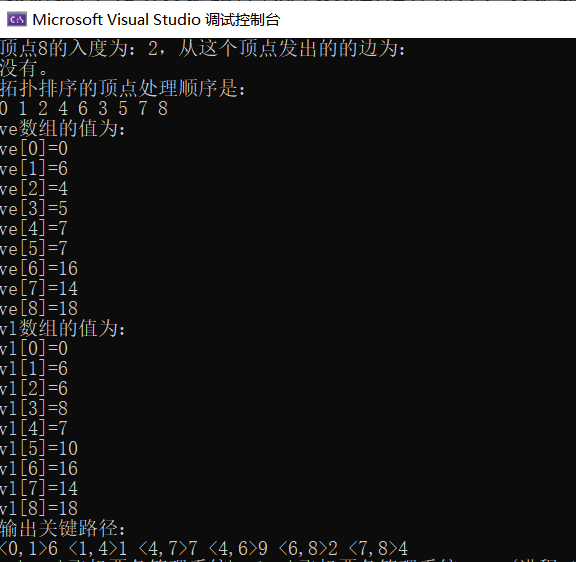 Microsoft Visual Studio 调试控制台
顶点8的入度为：2，从这个顶点发出的的边为：
没有。
拓扑排序的顶点处理顺序是：
0 1 2 4 6 3 5 7 8
ve数组的值为：
ve[0]=0
ve[1]=6
ve[2]=4
ve[3]=5
ve[4]=7
ve[5]=7
ve[6]=16
ve[7]=14
ve[8]=18
vl数组的值为：
vl[0]=0
vl[1]=6
vl[2]=6
vl[3]=8
vl[4]=7
vl[5]=10
vl[6]=16
vl[7]=14
vl[8]=18
输出关键路径：
<0,1>6 <1,4>1 <4,7>7 <4,6>9 <6,8>2 <7,8>4